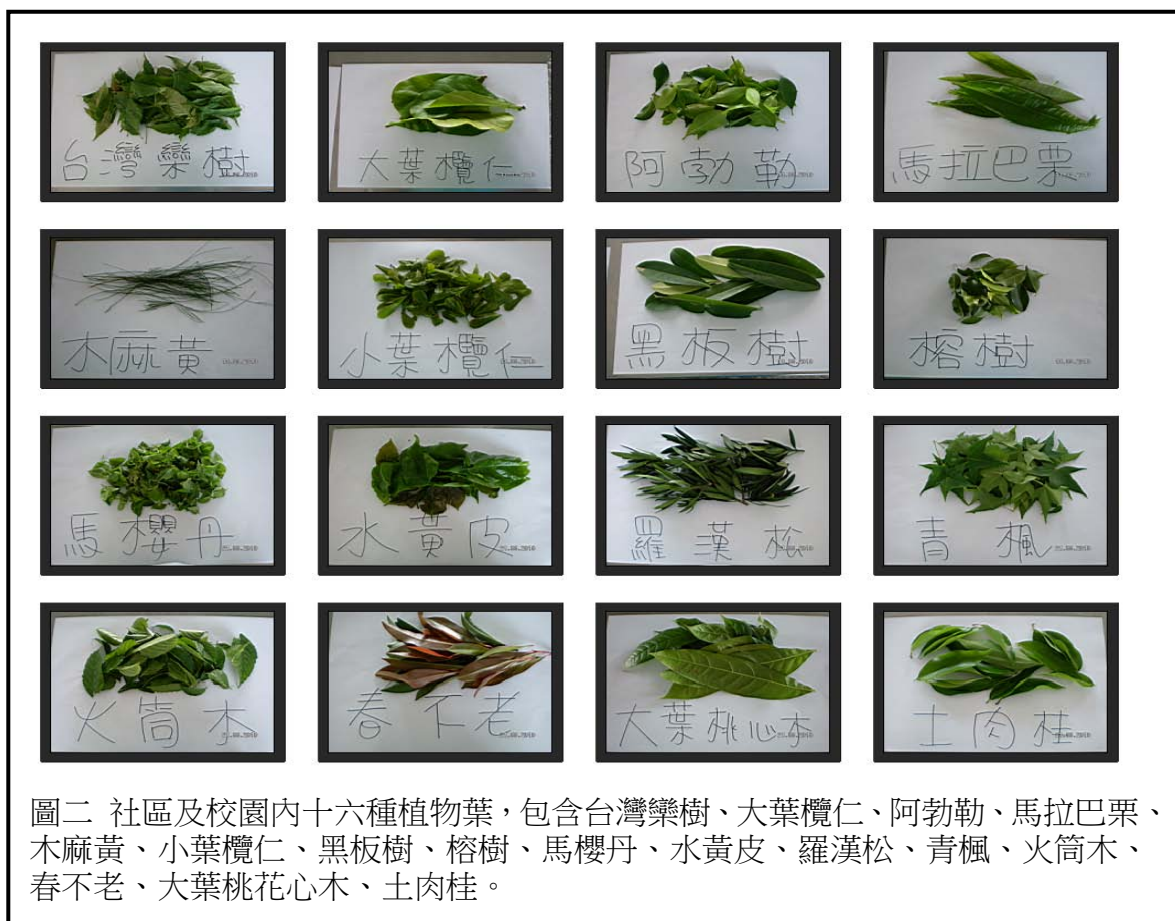 台灣欒樹
大葉欖仁
阿勃勒
馬拉巴栗
木麻黃
小葉欖仁
黑板樹
榕樹
馬櫻丹
水黃皮
羅漢松
青楓
火筒木
春不老
大葉桃心木
土肉桂
圖二 社區及校園內十六種植物葉，包含台灣欒樹、大葉欖仁、阿勃勒、馬拉巴栗、
木麻黃、小葉欖仁、黑板樹、榕樹、馬櫻丹、水黃皮、羅漢松、青楓、火筒木、
春不老、大葉桃花心木、土肉桂。